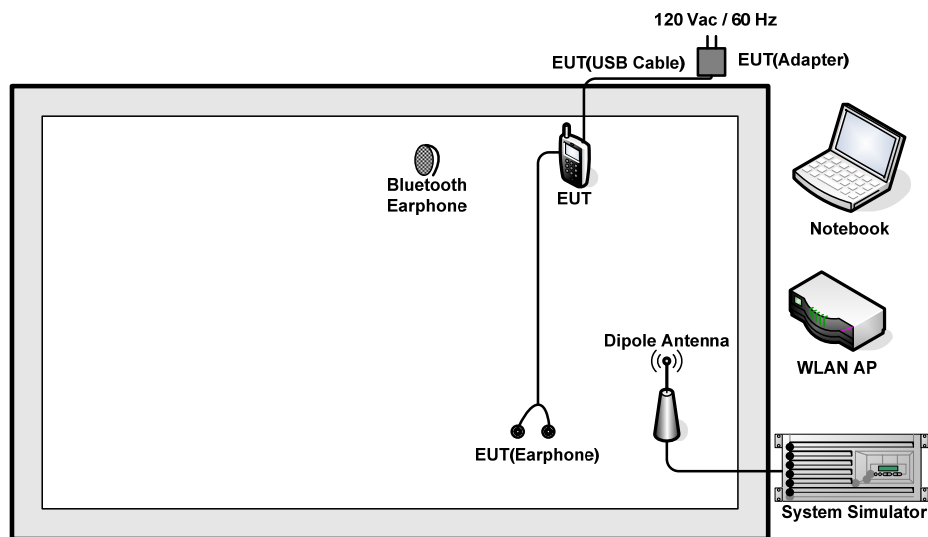 120 Vac / 60 Hz
EUT(USB Cable)
EUT(Adapter)
Bluetooth
Earphone
EUT
Notebook
WLAN AP
Dipole Antenna
EUT(Earphone)
System Simulator